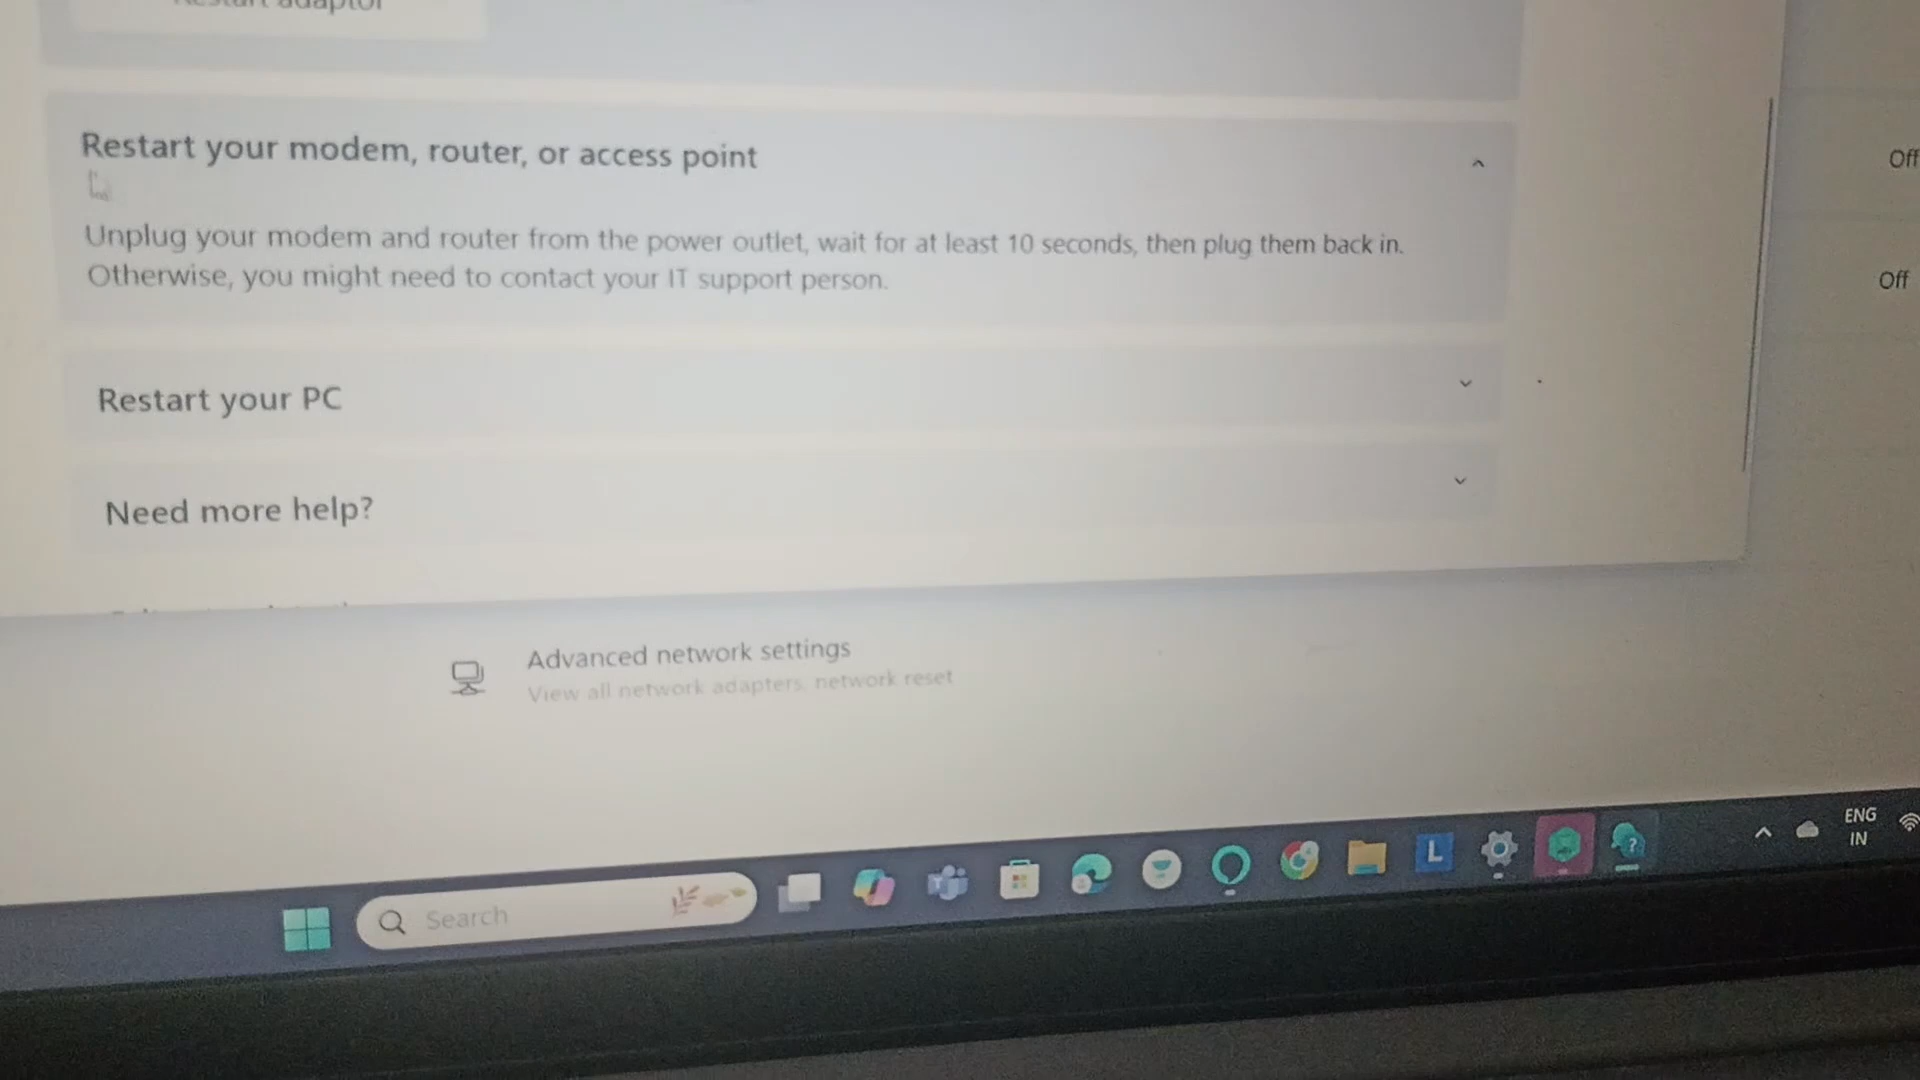 Restart adaptor
Restart your modem, router, or access point
Unplug your modem and router from the power outlet, wait for at least 10 seconds, then plug them back in.
Otherwise, you might need to contact your IT support person.
Off
Off
Restart your PC
Need more help?
Advanced network settings
View all network adapters, network reset
Search
L
?
ENG
IN